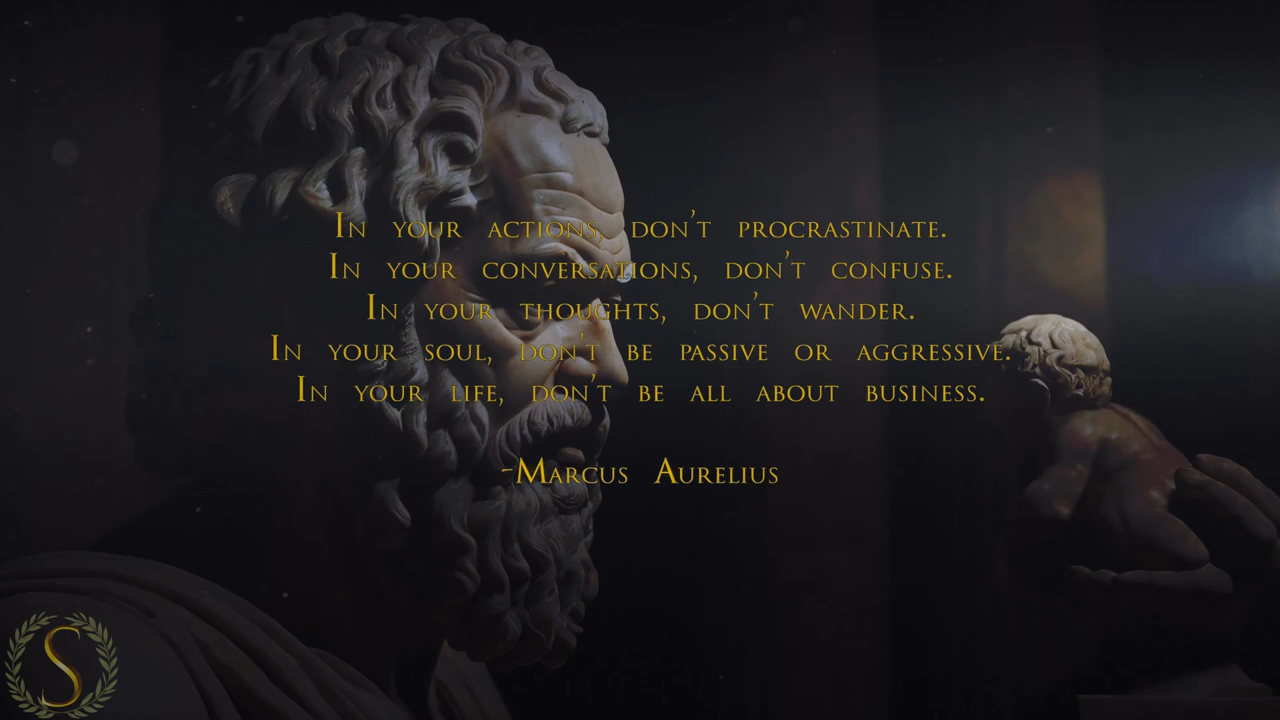 In your actions, don't procrastinate.
In your conversations, don't confuse.
In your thoughts, don't wander.
In your soul, don't be passive or aggressive.
In your life, don't be all about business.
-Marcus Aurelius
S